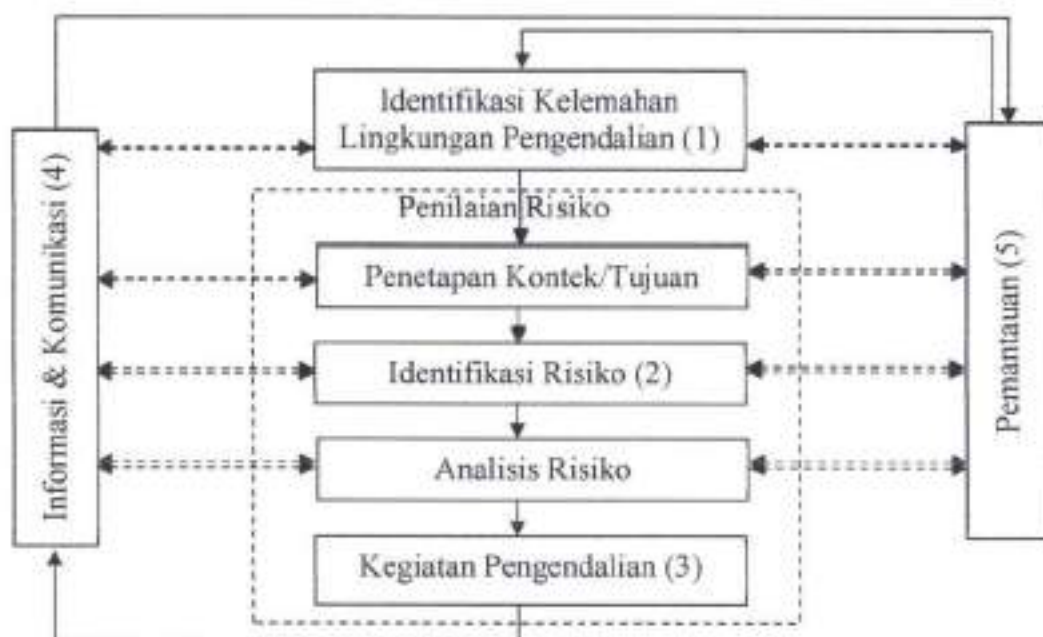 Identifikasi Kelemahan
Lingkungan Pengendalian (1)
Penilaian Risiko
Penetapan Kontek/Tujuan
Identifikasi Risiko (2)
Analisis Risiko
Kegiatan Pengendalian (3)
Informasi & Komunikasi (4)
Pemantauan (5)